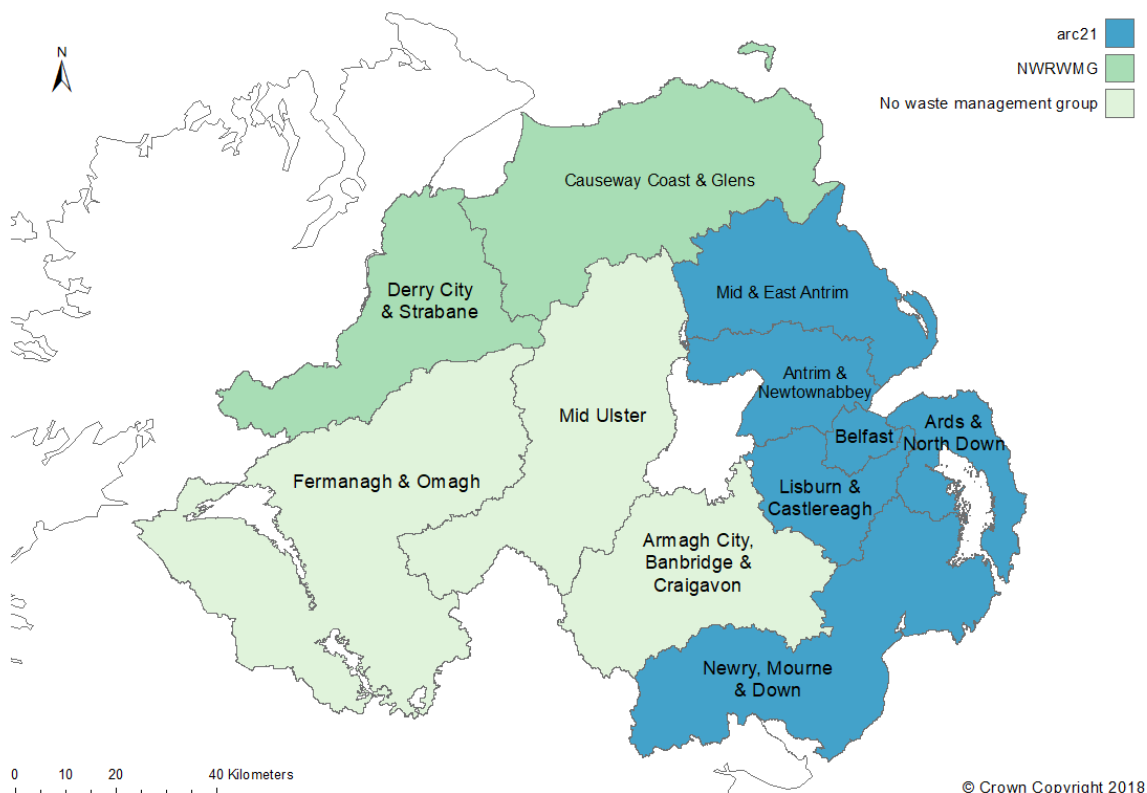 N
arc21
NWRWMG
No waste management group
Causeway Coast & Glens
Derry City
& Strabane
Mid & East Antrim
Antrim &
Newtownabbey
Mid Ulster
Belfast
Ards &
North Down
Fermanagh & Omagh
Lisburn &
Castlereagh
Armagh City,
Banbridge &
Craigavon
Newry, Mourne
& Down
0 10 20 40 Kilometers
© Crown Copyright 2018